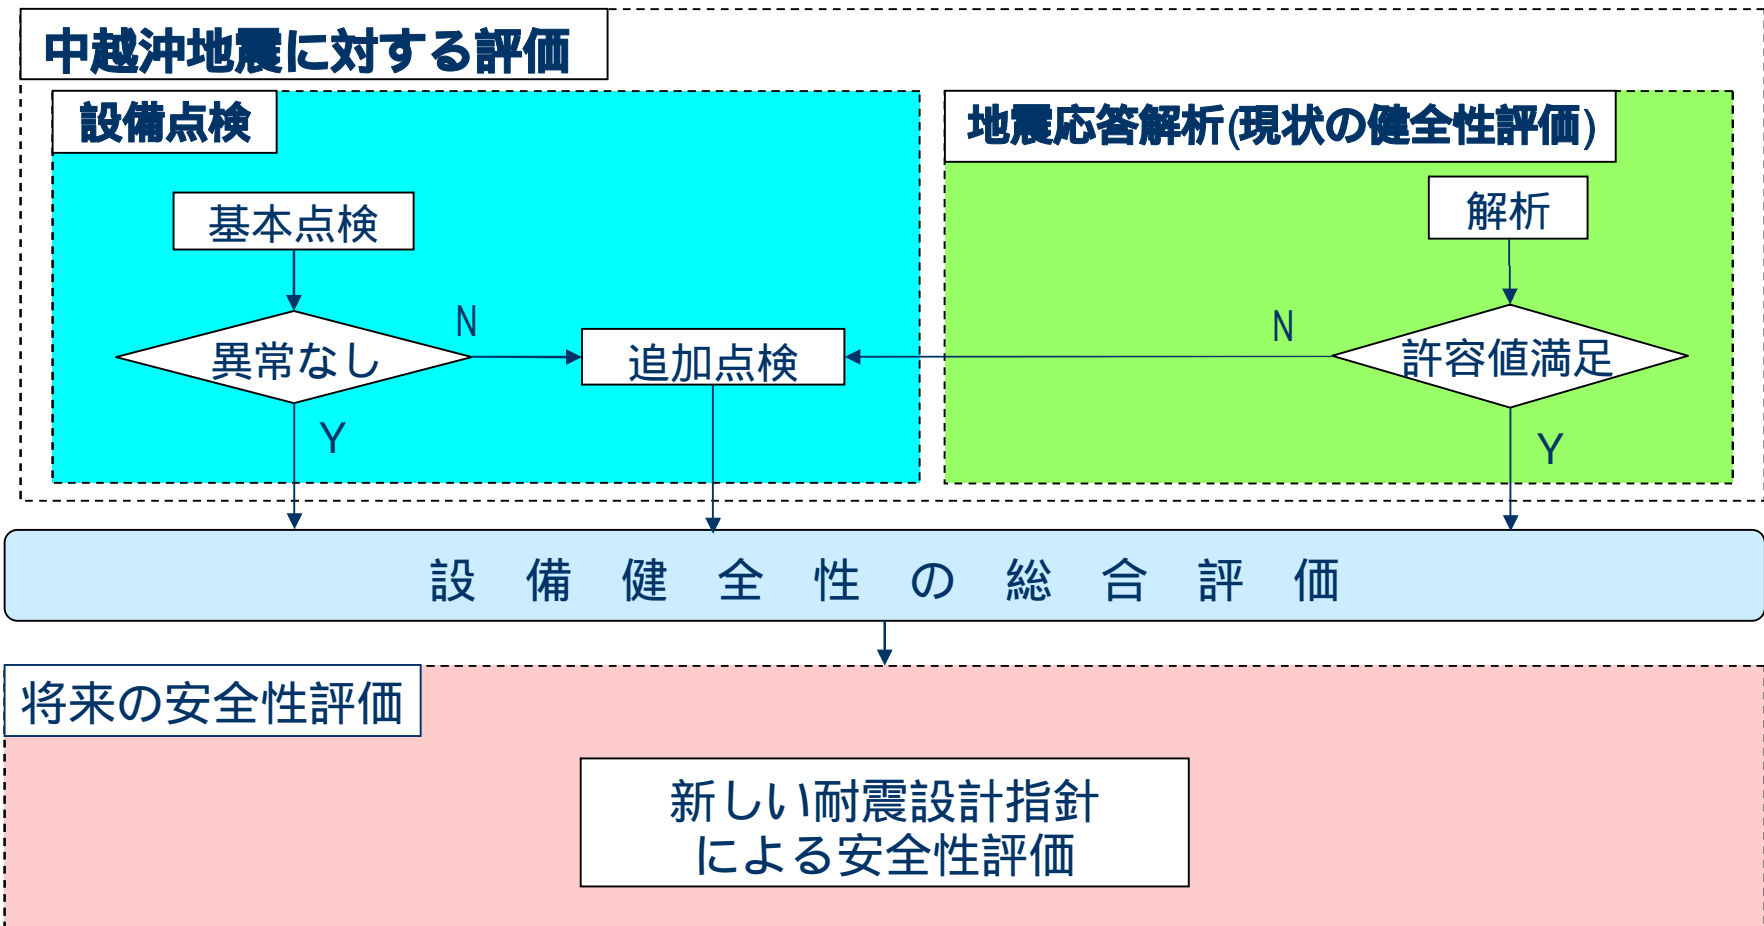 中越沖地震に対する評価
設備点検
地震応答解析(現状の健全性評価)
基本点検
解析
N
N
異常なし
追加点検
許容値満足
Y
Y
設備健全性の総合評価
将来の安全性評価
新しい耐震設計指針
による安全性評価